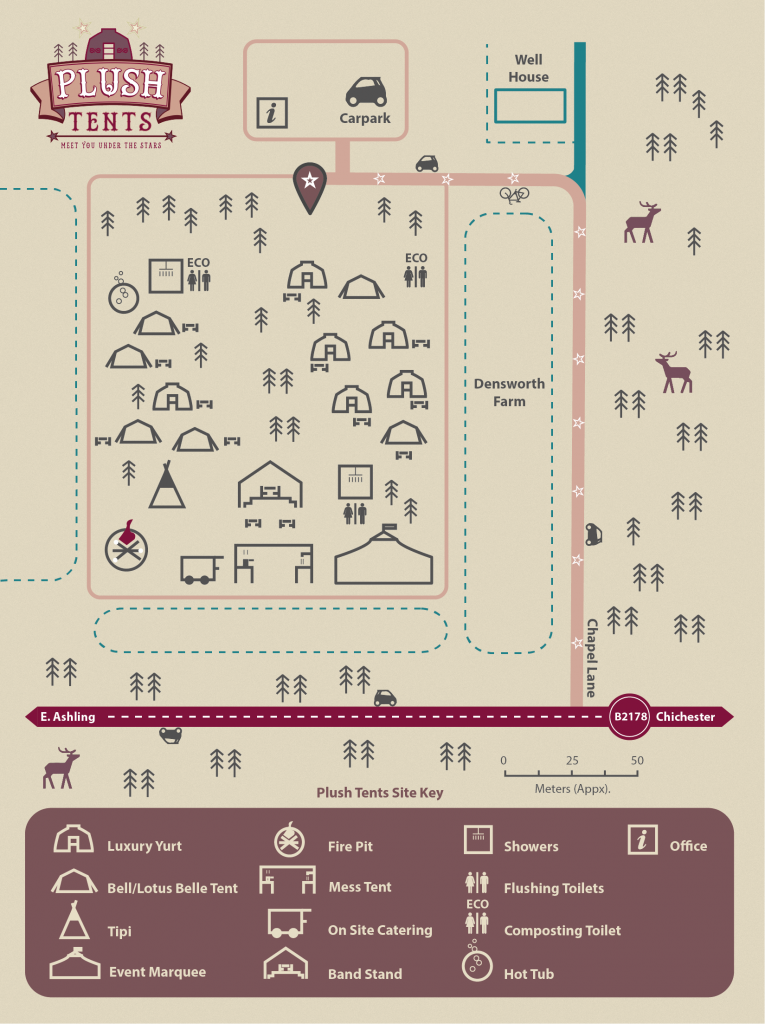 PLUSH
TENTS
MEET YOU UNDER THE STARS
i
Carpark
Well
House
ECO
ECO
Densworth
Farm
Chapel Lane
E. Ashling
B2178
Chichester
0 25 50
Meters (Appx).
Plush Tents Site Key
Luxury Yurt
Fire Pit
Showers
i
Office
Bell/Lotus Belle Tent
Mess Tent
Flushing Toilets
Tipi
On Site Catering
ECO
Composting Toilet
Event Marquee
Band Stand
Hot Tub